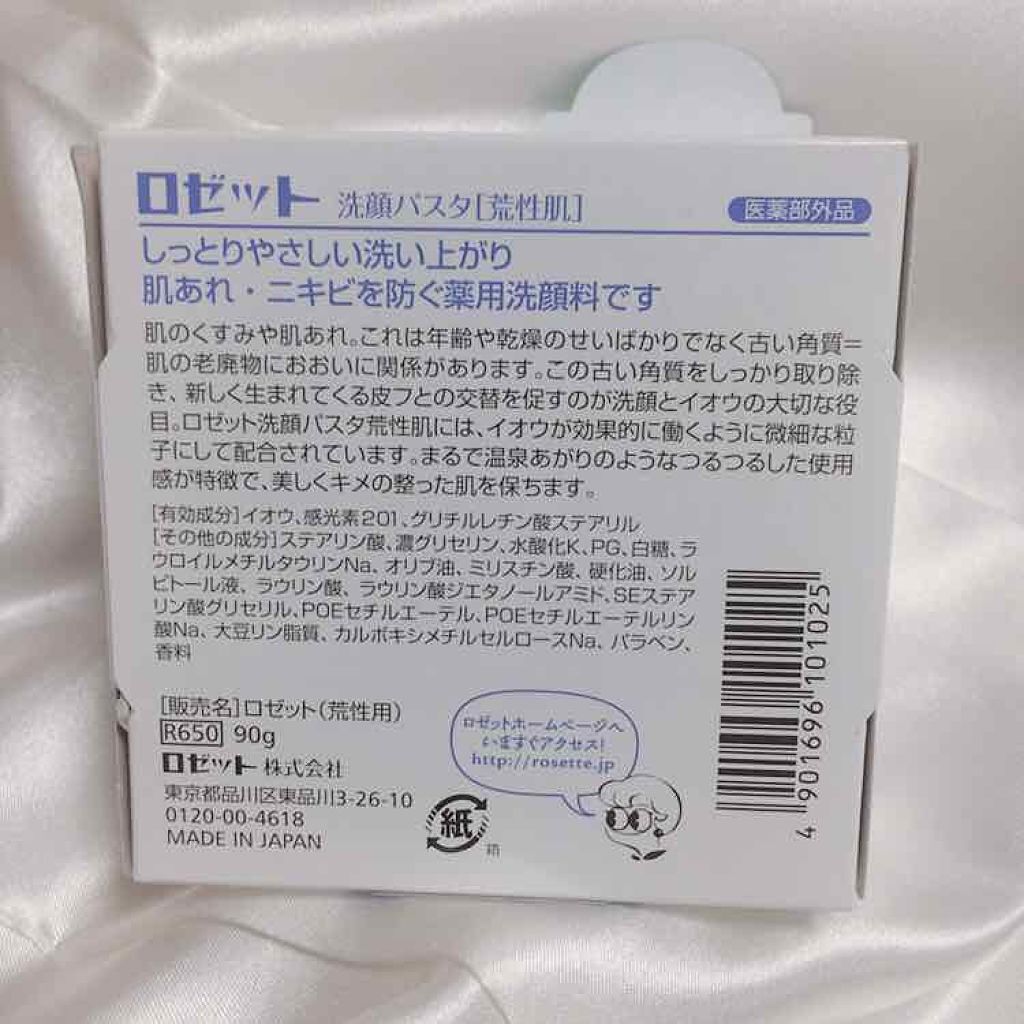 ロゼット 洗顔パスタ[荒性肌] 医薬部外品
しっとりやさしい洗い上がり
肌あれ・ニキビを防ぐ薬用洗顔料です
肌のくすみや肌あれ。これは年齢や乾燥のせいばかりでなく古い角質=
肌の老廃物におおいに関係があります。この古い角質をしっかり取り除
き、新しく生まれてくる皮フとの交替を促すのが洗顔とイオウの大切な役
目。ロゼット洗顔パスタ荒性肌には、イオウが効果的に働くように微細な粒
子にして配合されています。まるで温泉あがりのようなつるつるした使用
感が特徴で、美しくキメの整った肌を保ちます。
[有効成分]イオウ、感光素201、グリチルレチン酸ステアリル
[その他の成分]ステアリン酸、濃グリセリン、水酸化K、PG、白糖、ラ
ウロイルメチルタウリンNa、オリブ油、ミリスチン酸、硬化油、ソル
ビトール液、ラウリン酸、ラウリン酸ジエタノールアミド、SEステア
リン酸グリセリル、POEセチルエーテル、POEセチルエーテルリン
酸Na、大豆リン脂質、カルボキシメチルセルロースNa、パラベン、
香料
[販売名]ロゼット(荒性用)
R650 90g
ロゼット 株式会社
東京都品川区東品川3-26-10
0120-00-4618
MADE IN JAPAN
紙
箱
ロゼットホームページへ
いますぐアクセス!
http://rosette.jp
4 901696 101025